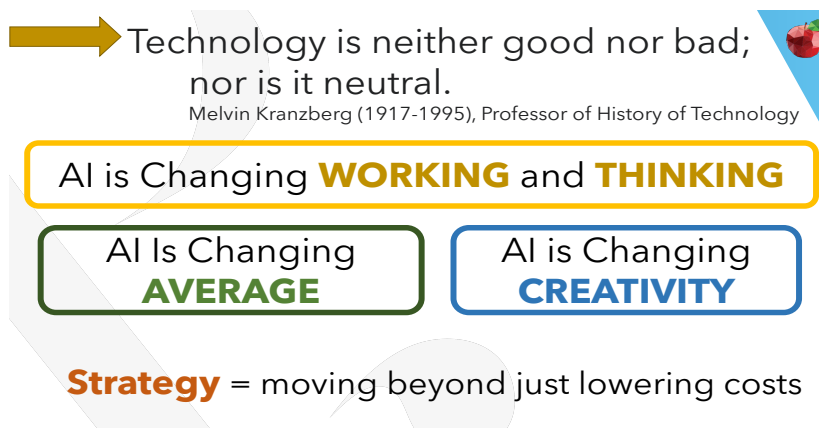 Technology is neither good nor bad;
nor is it neutral.
Melvin Kranzberg (1917-1995), Professor of History of Technology
AI is Changing WORKING and THINKING
AI Is Changing
AVERAGE
AI is Changing
CREATIVITY
Strategy = moving beyond just lowering costs